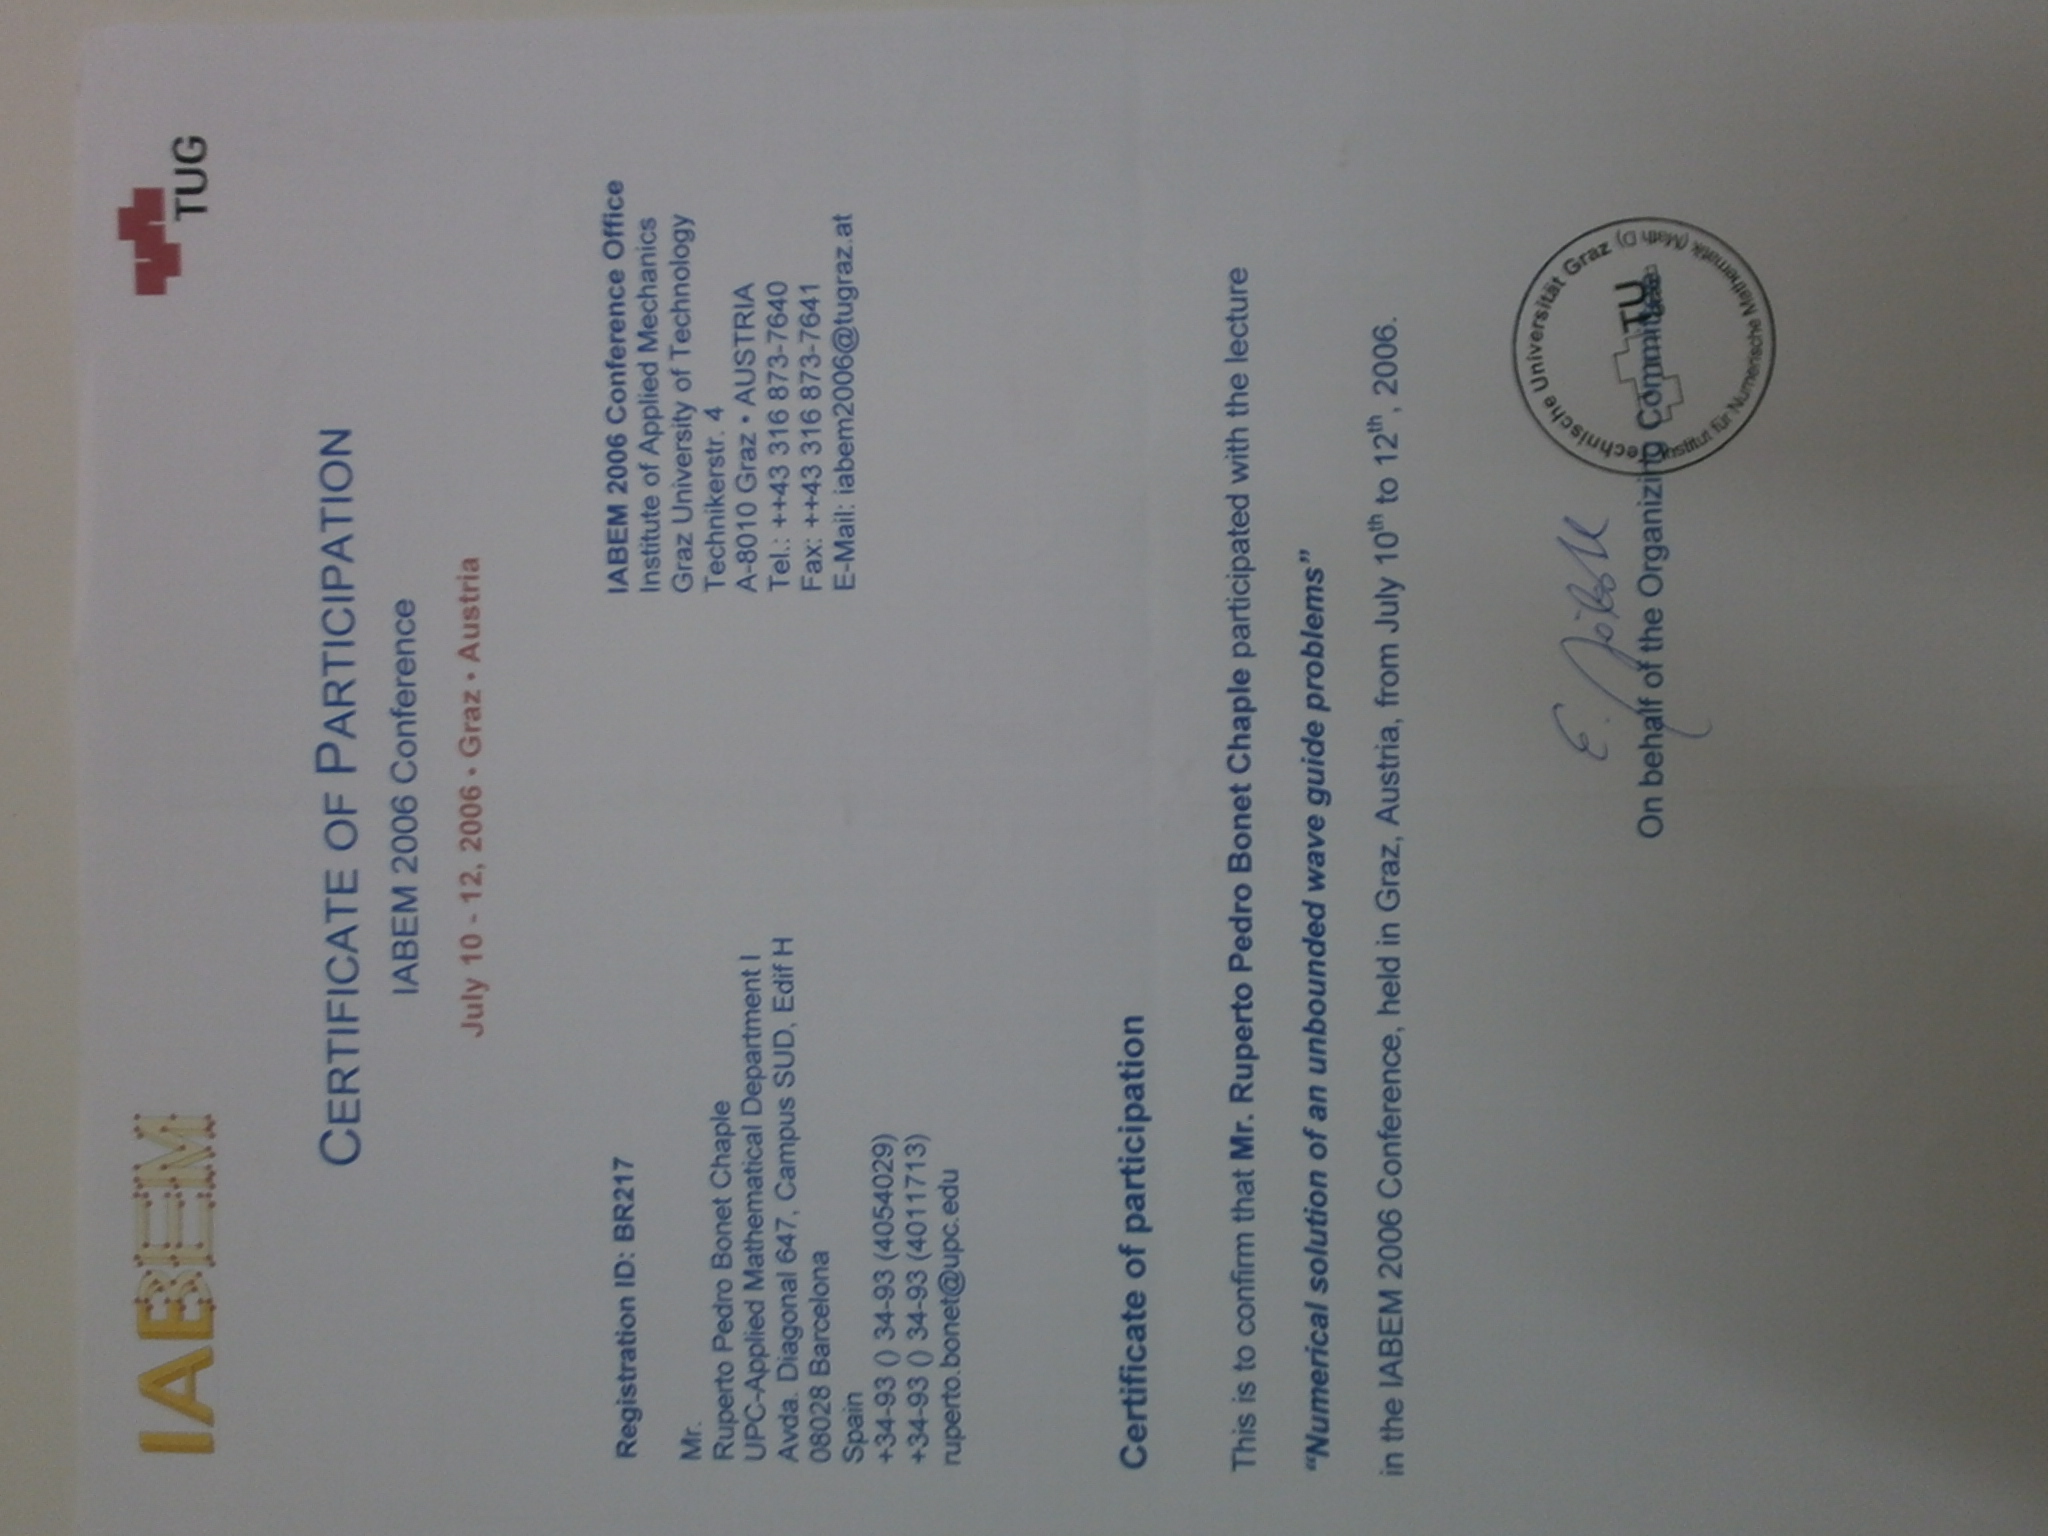 IABEM
TUG
CERTIFICATE OF PARTICIPATION
IABEM 2006 Conference
July 10 - 12, 2006 • Graz • Austria
Registration ID: BR217
Mr.
Ruperto Pedro Bonet Chaple
UPC-Applied Mathematical Department I
Avda. Diagonal 647, Campus SUD, Edif H
08028 Barcelona
Spain
+34-93 () 34-93 (4054029)
+34-93 () 34-93 (4011713)
ruperto.bonet@upc.edu
IABEM 2006 Conference Office
Institute of Applied Mechanics
Graz University of Technology
Technikerstr. 4
A-8010 Graz • AUSTRIA
Tel.: ++43 316 873-7640
Fax: ++43 316 873-7641
E-Mail: iabem2006@tugraz.at
Certificate of participation
This is to confirm that Mr. Ruperto Pedro Bonet Chaple participated with the lecture
“Numerical solution of an unbounded wave guide problems”
in the IABEM 2006 Conference, held in Graz, Austria, from July 10th to 12th, 2006.
On behalf of the Organizing Committee
Technische Universität Graz
TU
Institut für Numerische Mathematik (Math D)